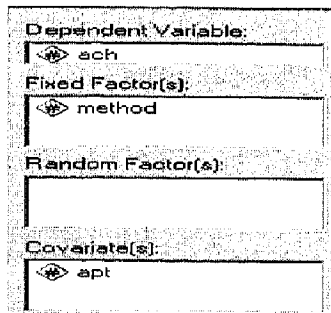 Dependent Variable:
ach
Fixed Factor(s):
method
Random Factor(s):
Covariate(s):
apt